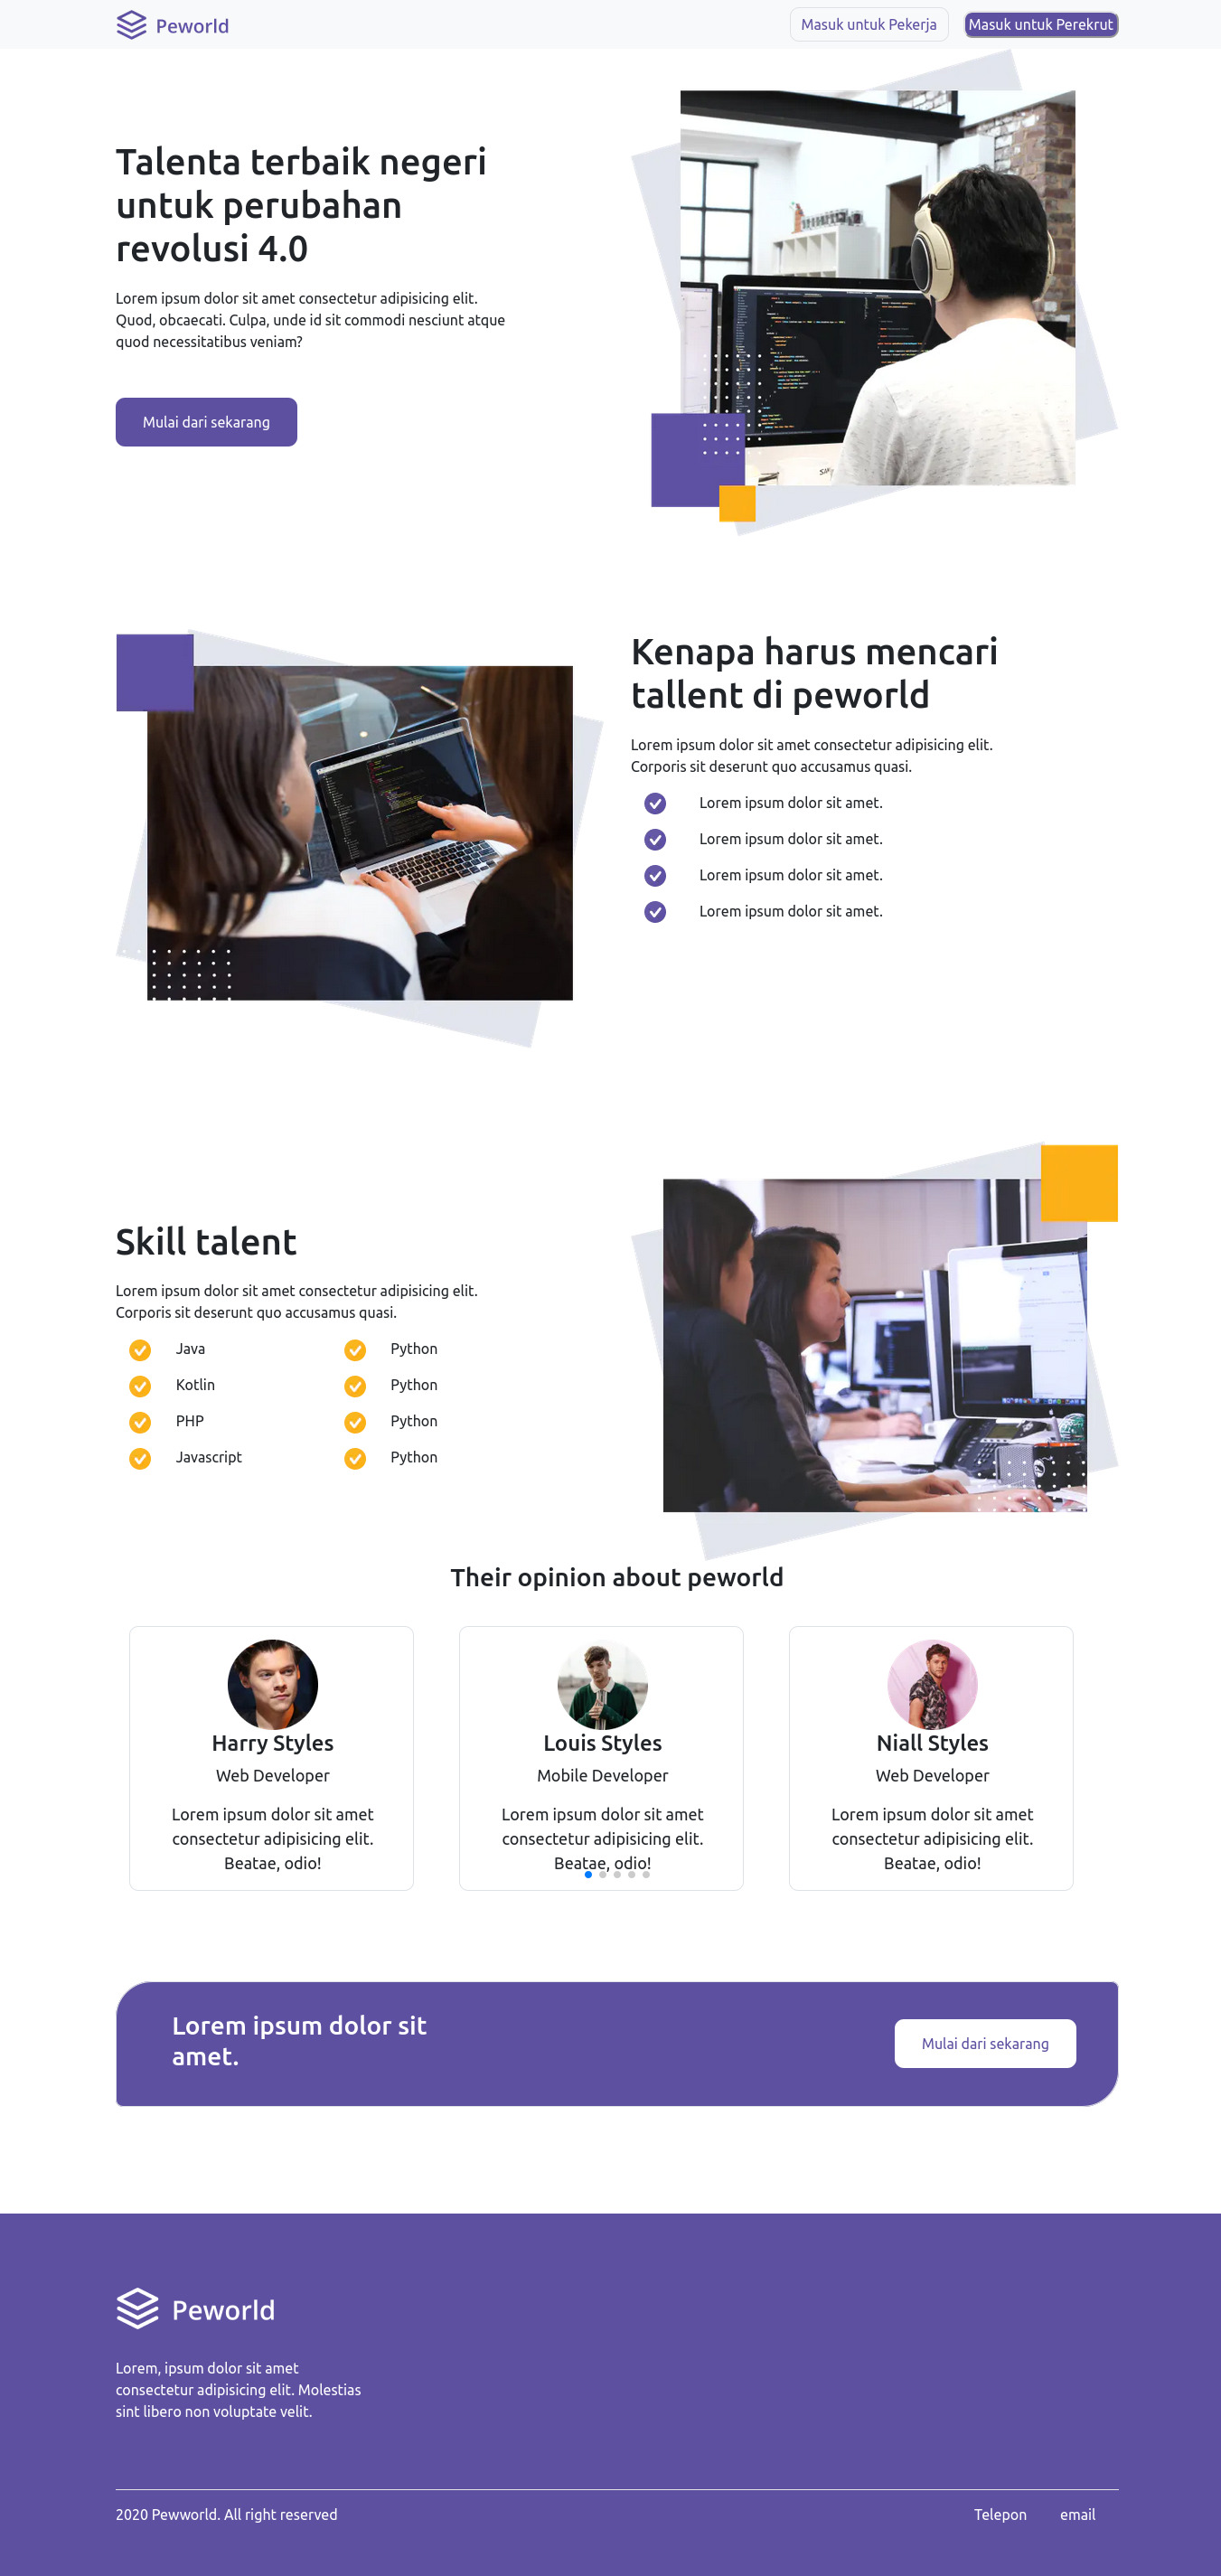 Peworld
Masuk untuk Pekerja
Masuk untuk Perekrut
Talenta terbaik negeri
untuk perubahan
revolusi 4.0
Lorem ipsum dolor sit amet consectetur adipisicing elit.
Quod, obcaecati. Culpa, unde id sit commodi nesciunt atque
quod necessitatibus veniam?
Mulai dari sekarang
Kenapa harus mencari
tallent di peworld
Lorem ipsum dolor sit amet consectetur adipisicing elit.
Corporis sit deserunt quo accusamus quasi.
Lorem ipsum dolor sit amet.
Lorem ipsum dolor sit amet.
Lorem ipsum dolor sit amet.
Lorem ipsum dolor sit amet.
Skill talent
Lorem ipsum dolor sit amet consectetur adipisicing elit.
Corporis sit deserunt quo accusamus quasi.
Java
Kotlin
PHP
Javascript
Python
Python
Python
Python
Their opinion about peworld
Harry Styles
Web Developer
Lorem ipsum dolor sit amet
consectetur adipisicing elit.
Beatae, odio!
Louis Styles
Mobile Developer
Lorem ipsum dolor sit amet
consectetur adipisicing elit.
Beatae, odio!
Niall Styles
Web Developer
Lorem ipsum dolor sit amet
consectetur adipisicing elit.
Beatae, odio!
Lorem ipsum dolor sit
amet.
Mulai dari sekarang
Peworld
Lorem, ipsum dolor sit amet
consectetur adipisicing elit. Molestias
sint libero non voluptate velit.
2020 Pewworld. All right reserved
Telepon
email